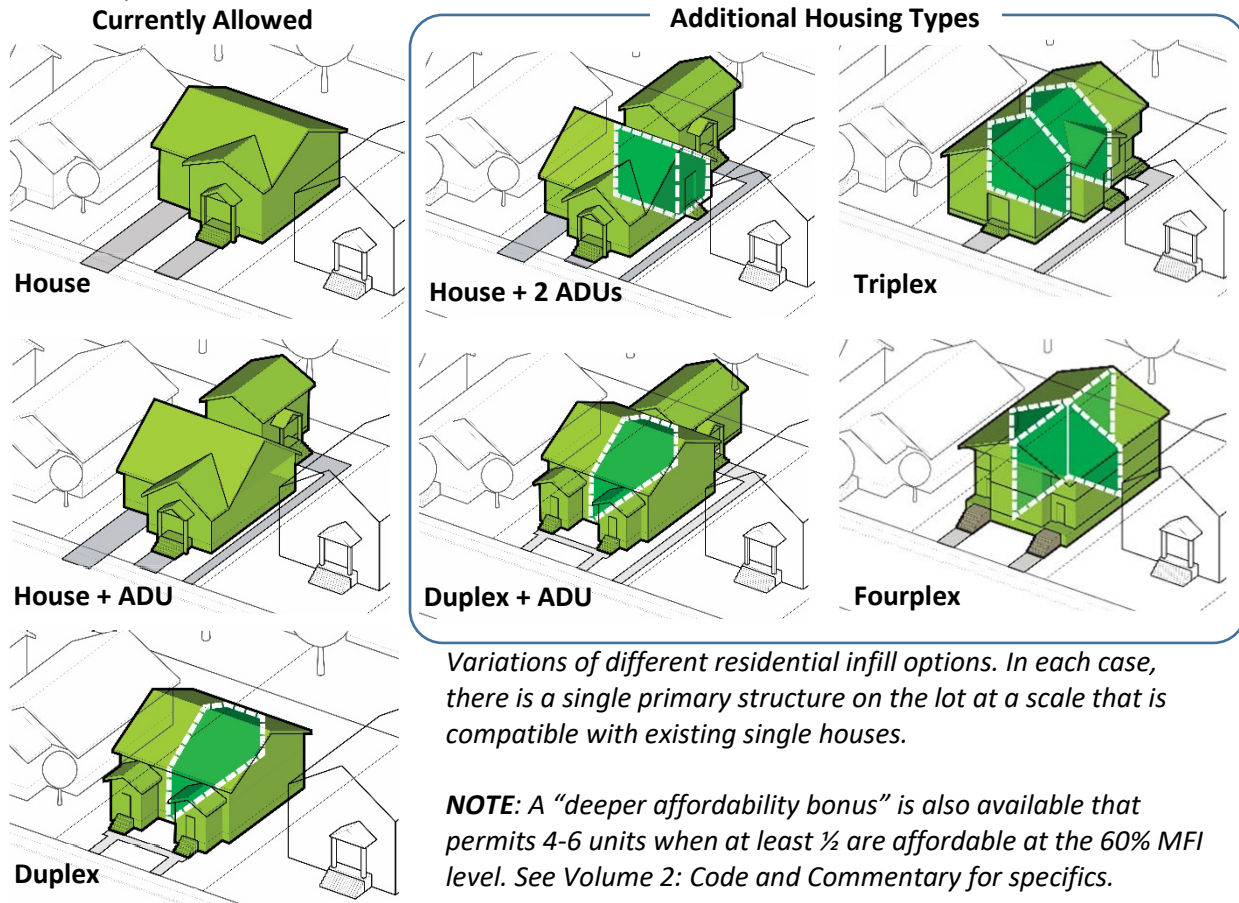 Currently Allowed
Additional Housing Types
House
House + 2 ADUs
Triplex
House + ADU
Duplex + ADU
Fourplex
Duplex
Variations of different residential infill options. In each case,
there is a single primary structure on the lot at a scale that is
compatible with existing single houses.
NOTE: A “deeper affordability bonus” is also available that
permits 4-6 units when at least ½ are affordable at the 60% MFI
level. See Volume 2: Code and Commentary for specifics.